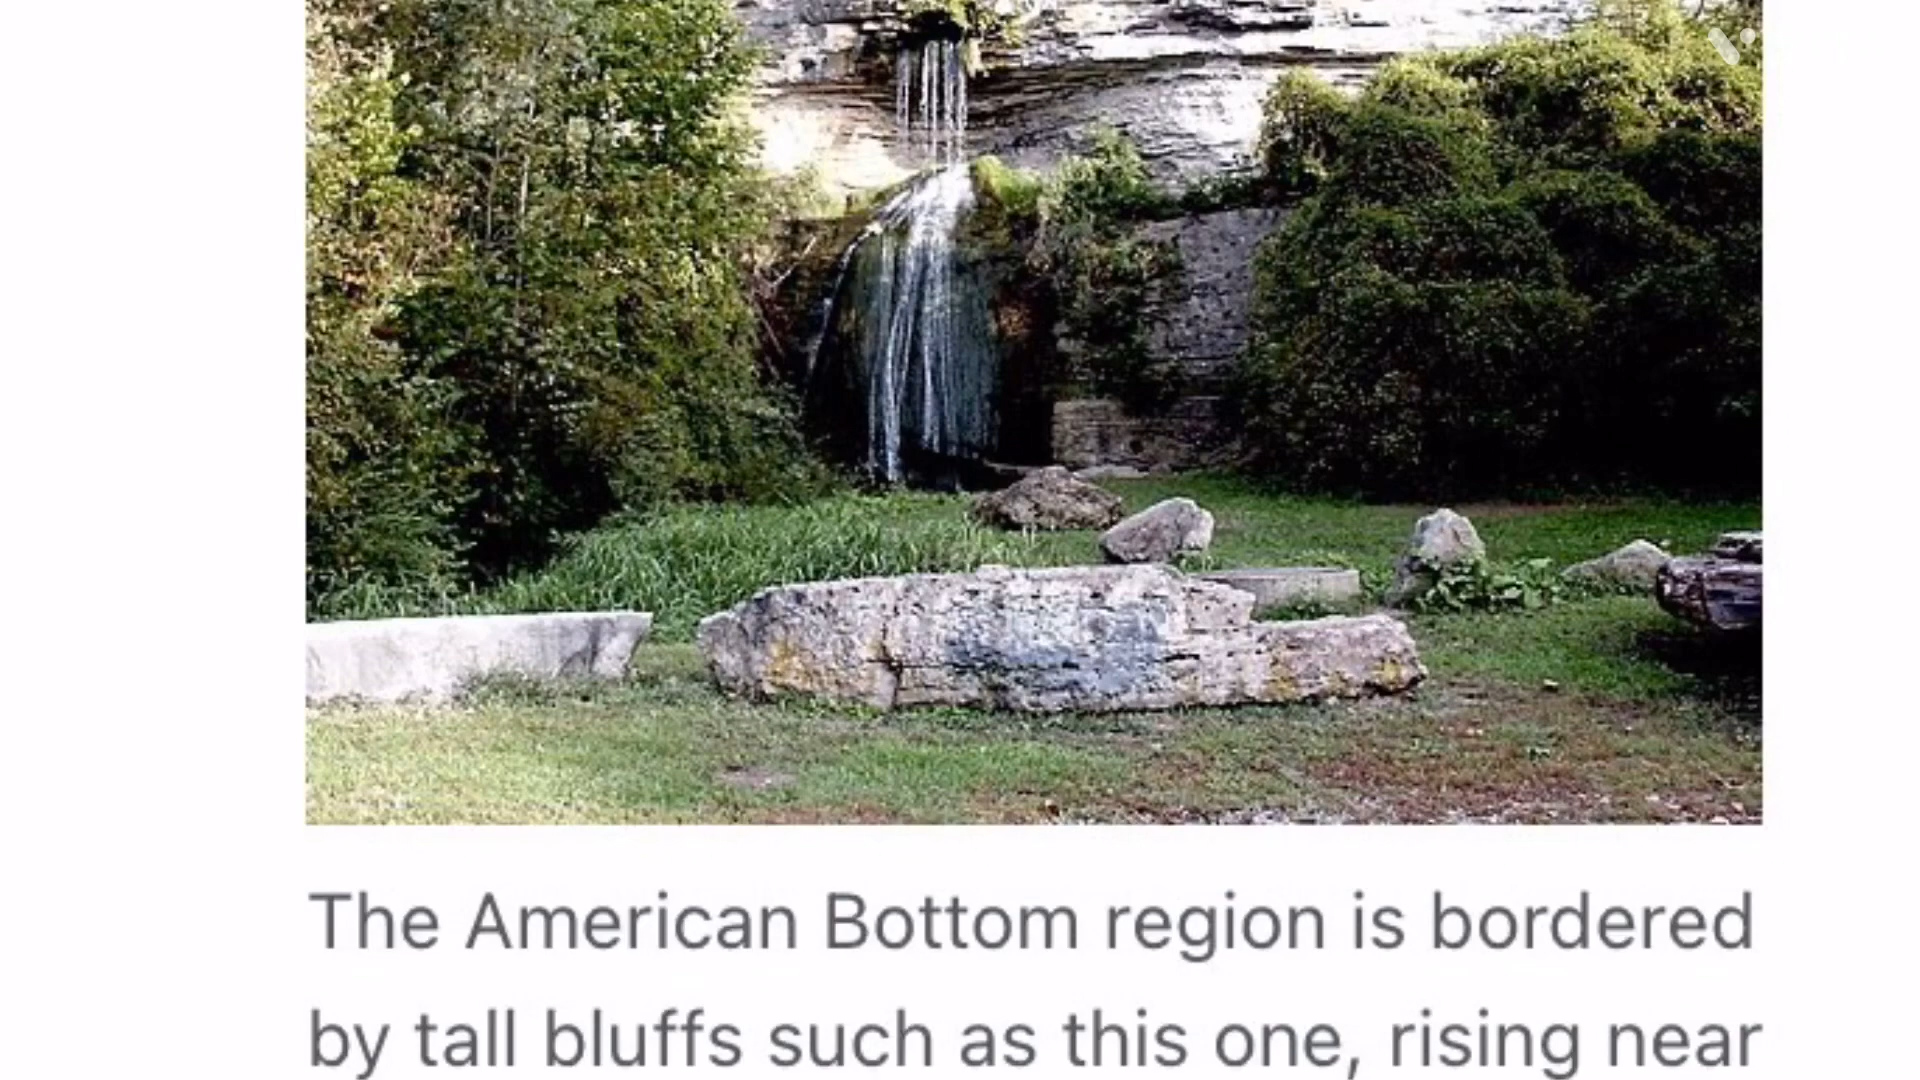 The American Bottom region is bordered
by tall bluffs such as this one, rising near